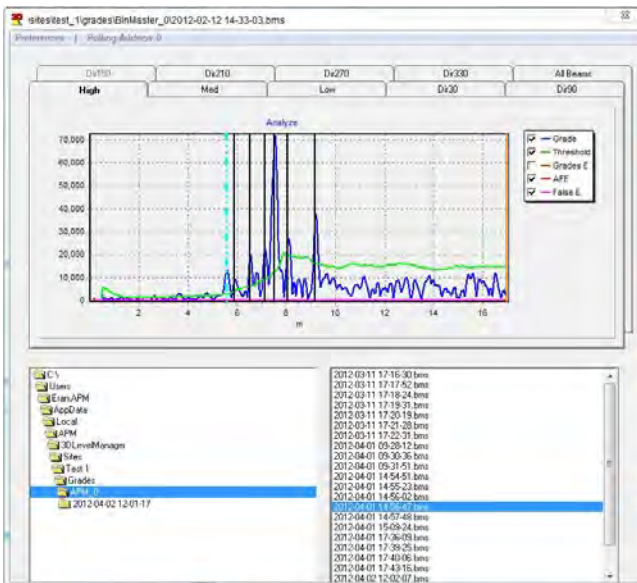 \sites\test_1\grades\BinMaster_0\2012-02-12 14-33-03.bms
Preferences | Polling Address: 0
Dir150 Dir210 Dir270 Dir330 All Beams
High Med Low Dir30 Dir90
Analyze
70,000
60,000
50,000
40,000
30,000
20,000
10,000
0
2 4 6 8 10 12 14 16
m
Grade
Threshold
Grades E
AFE
False E.
C:\
Users
Eran.APM
AppData
Local
APM
3DLevelManager
Sites
Test 1
Grades
APM_0
2012-04-02 12-01-17
2012-03-11 17-16-30.bms
2012-03-11 17-17-52.bms
2012-03-11 17-18-24.bms
2012-03-11 17-19-31.bms
2012-03-11 17-20-19.bms
2012-03-11 17-21-28.bms
2012-03-11 17-22-31.bms
2012-04-01 09-28-12.bms
2012-04-01 09-30-36.bms
2012-04-01 09-31-51.bms
2012-04-01 14-54-51.bms
2012-04-01 14-55-23.bms
2012-04-01 14-56-02.bms
2012-04-01 14-56-47.bms
2012-04-01 14-57-48.bms
2012-04-01 15-09-24.bms
2012-04-01 17-36-09.bms
2012-04-01 17-39-25.bms
2012-04-01 17-40-06.bms
2012-04-01 17-43-16.bms
2012-04-02 12-02-07.bms